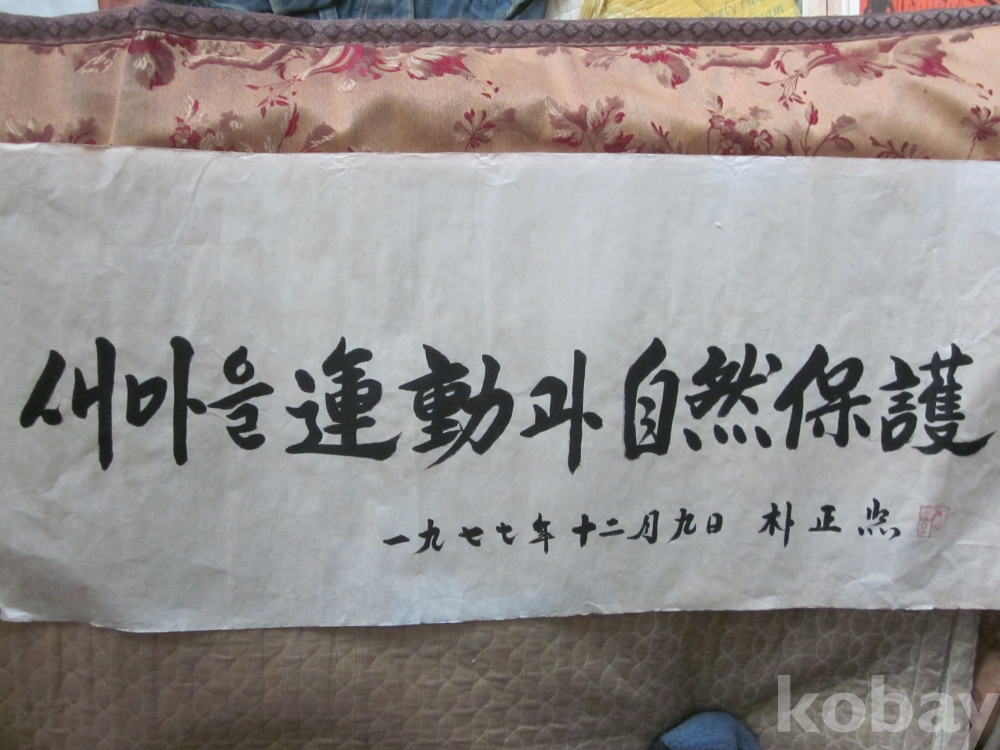 새마을運動과自然保護
一九七七年 十二月九日 朴正熙
kobay